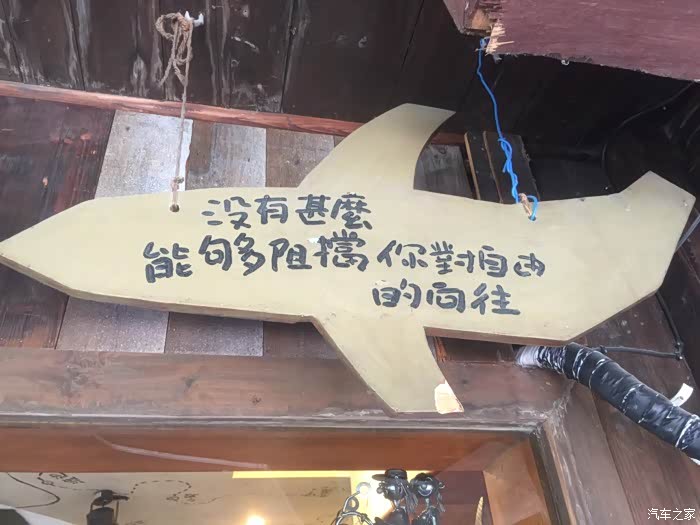 没有甚麼
能够多阻擋你對自由
的向往
汽车之家